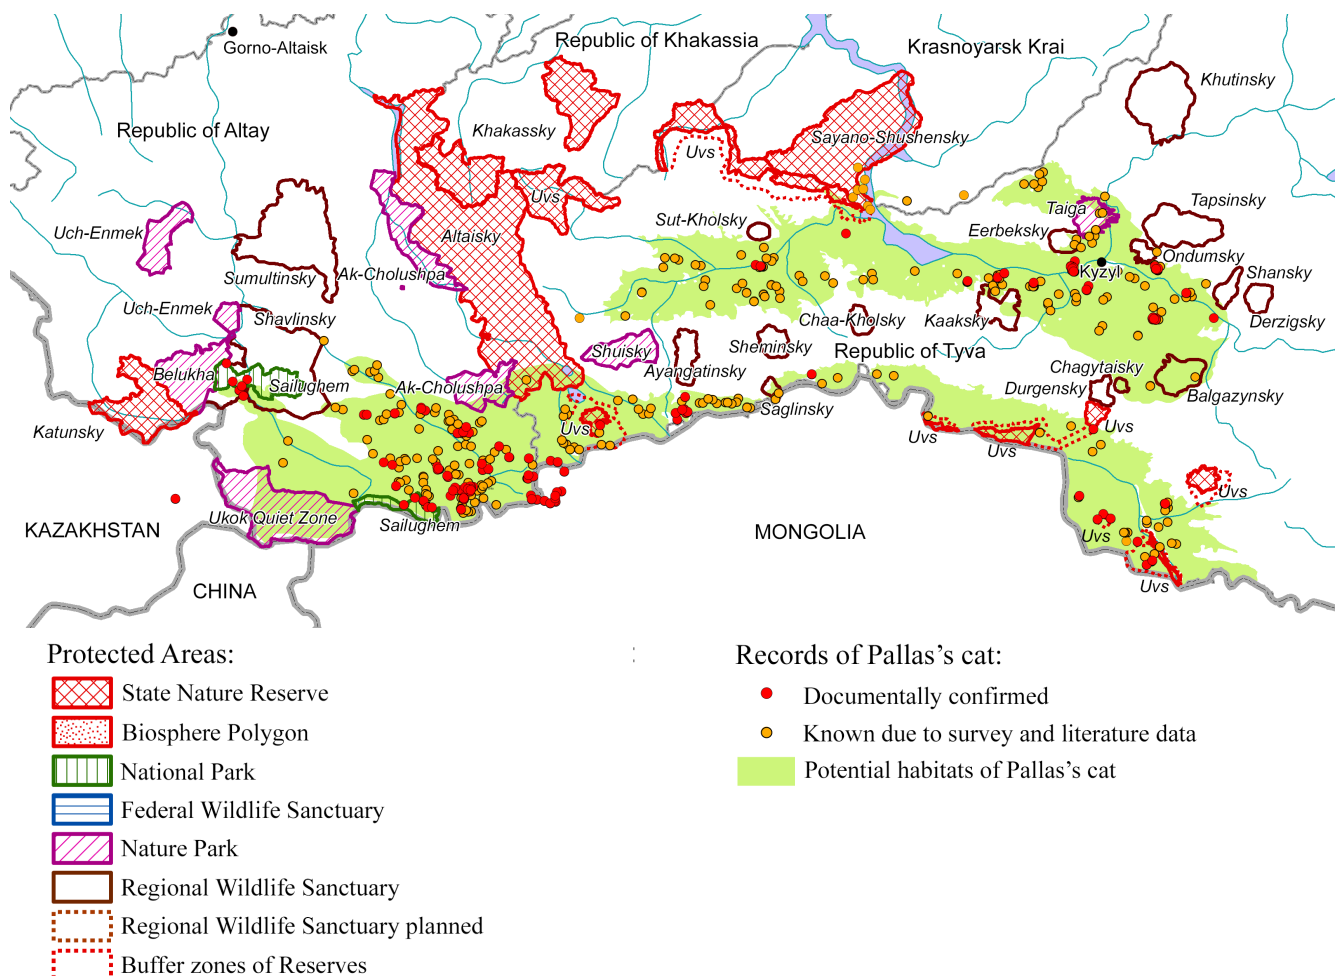 Gorno-Altaisk
Republic of Khakassia
Krasnoyarsk Krai
Khutinsky
Republic of Altay
Khakassky
Sayano-Shushensky
Uvs
Uvs
Uch-Enmek
Altaisky
Sut-Kholsky
Taiga
Tapsinsky
Eerbeksky
Ondumsky
Sumultinsky
Ak-Cholushpa
Kyzyl
Shansky
Uch-Enmek
Shavlinsky
Chaa-Kholsky
Kaaksky
Derzigsky
Shuisky
Sheminsky
Republic of Tyva
Belukha
Sailughem
Ak-Cholushpa
Ayangatinsky
Chagytaisky
Durgensky
Balgazynsky
Saglinsky
Katunsky
Uvs
Uvs
Uvs
Uvs
Uvs
Ukok Quiet Zone
Sailughem
KAZAKHSTAN
MONGOLIA
Uvs
CHINA
Uvs
Protected Areas:
State Nature Reserve
Biosphere Polygon
National Park
Federal Wildlife Sanctuary
Nature Park
Regional Wildlife Sanctuary
Regional Wildlife Sanctuary planned
Buffer zones of Reserves
Records of Pallas’s cat:
Documentally confirmed
Known due to survey and literature data
Potential habitats of Pallas’s cat